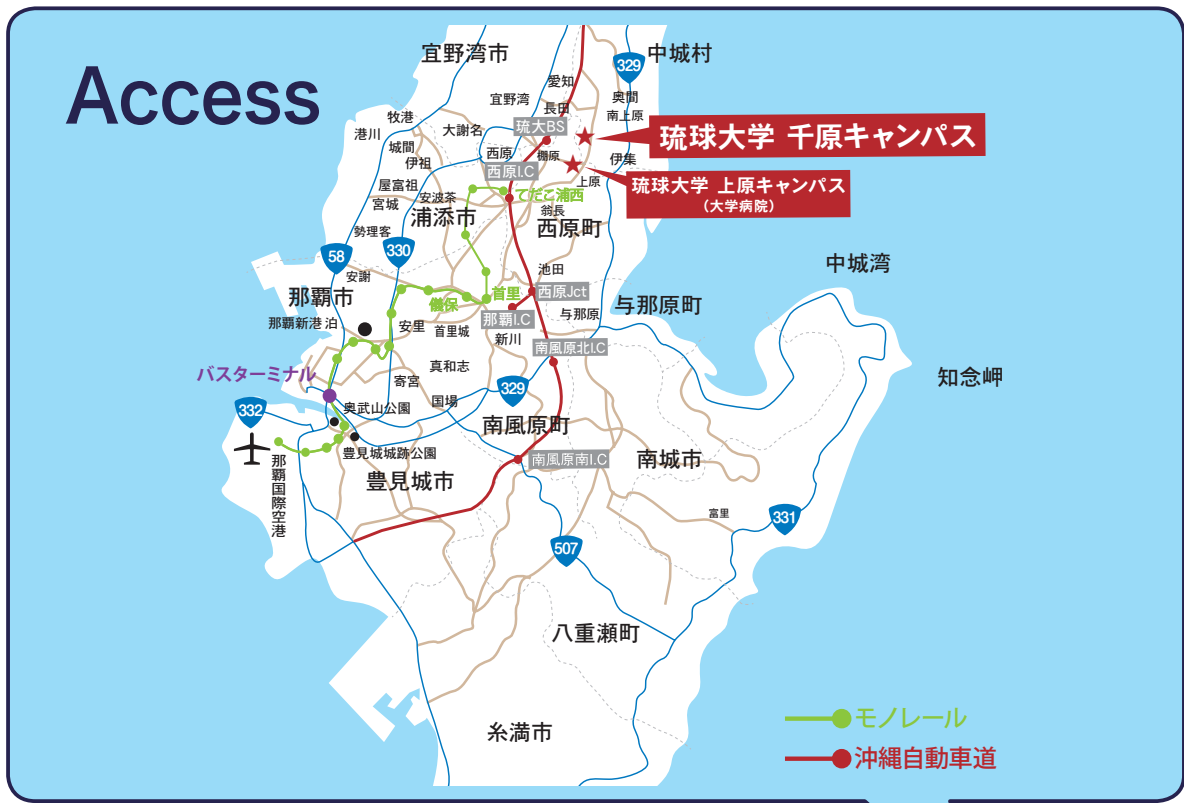 Access
宜野湾市
中城村
329
愛知
宜野湾
長田
奥間
南上原
牧港
港川
大謝名
琉大BS
城間
伊祖
西原
棚原
伊集
琉球大学 千原キャンパス
西原I.C
上原
琉球大学 上原キャンパス
(大学病院)
屋富祖
宮城
安波茶
てだこ浦西
浦添市
翁長
西原町
勢理客
58
330
安謝
池田
中城湾
那覇市
儀保
首里
西原Jct
与那原町
那覇新港
泊
安里
首里城
那覇I.C
与那原
新川
南風原北I.C
真和志
バスターミナル
寄宮
329
知念岬
332
奥武山公園
国場
南風原町
豊見城城跡公園
那覇国際空港
豊見城市
南風原南I.C
南城市
富里
331
507
八重瀬町
糸満市
モノレール
沖縄自動車道